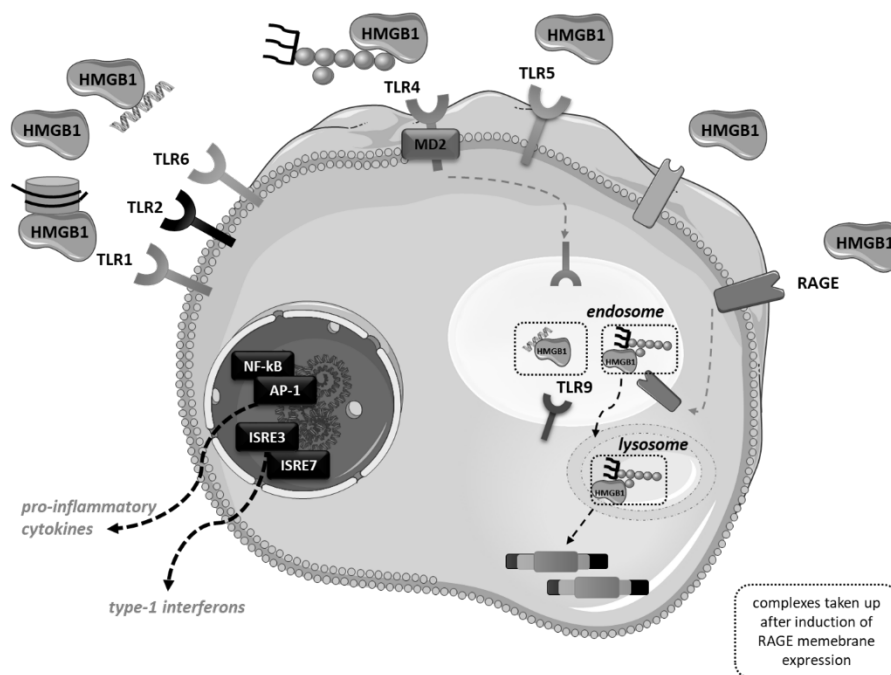 HMGB1
HMGB1
HMGB1
HMGB1
TLR4
TLR5
HMGB1
HMGB1
MD2
TLR6
TLR2
HMGB1
HMGB1
TLR1
RAGE
endosome
HMGB1
HMGB1
NF-kB
AP-1
TLR9
ISRE3
ISRE7
lysosome
HMGB1
pro-inflammatory
cytokines
type-1 interferons
complexes taken up
after induction of
RAGE memebrane
expression